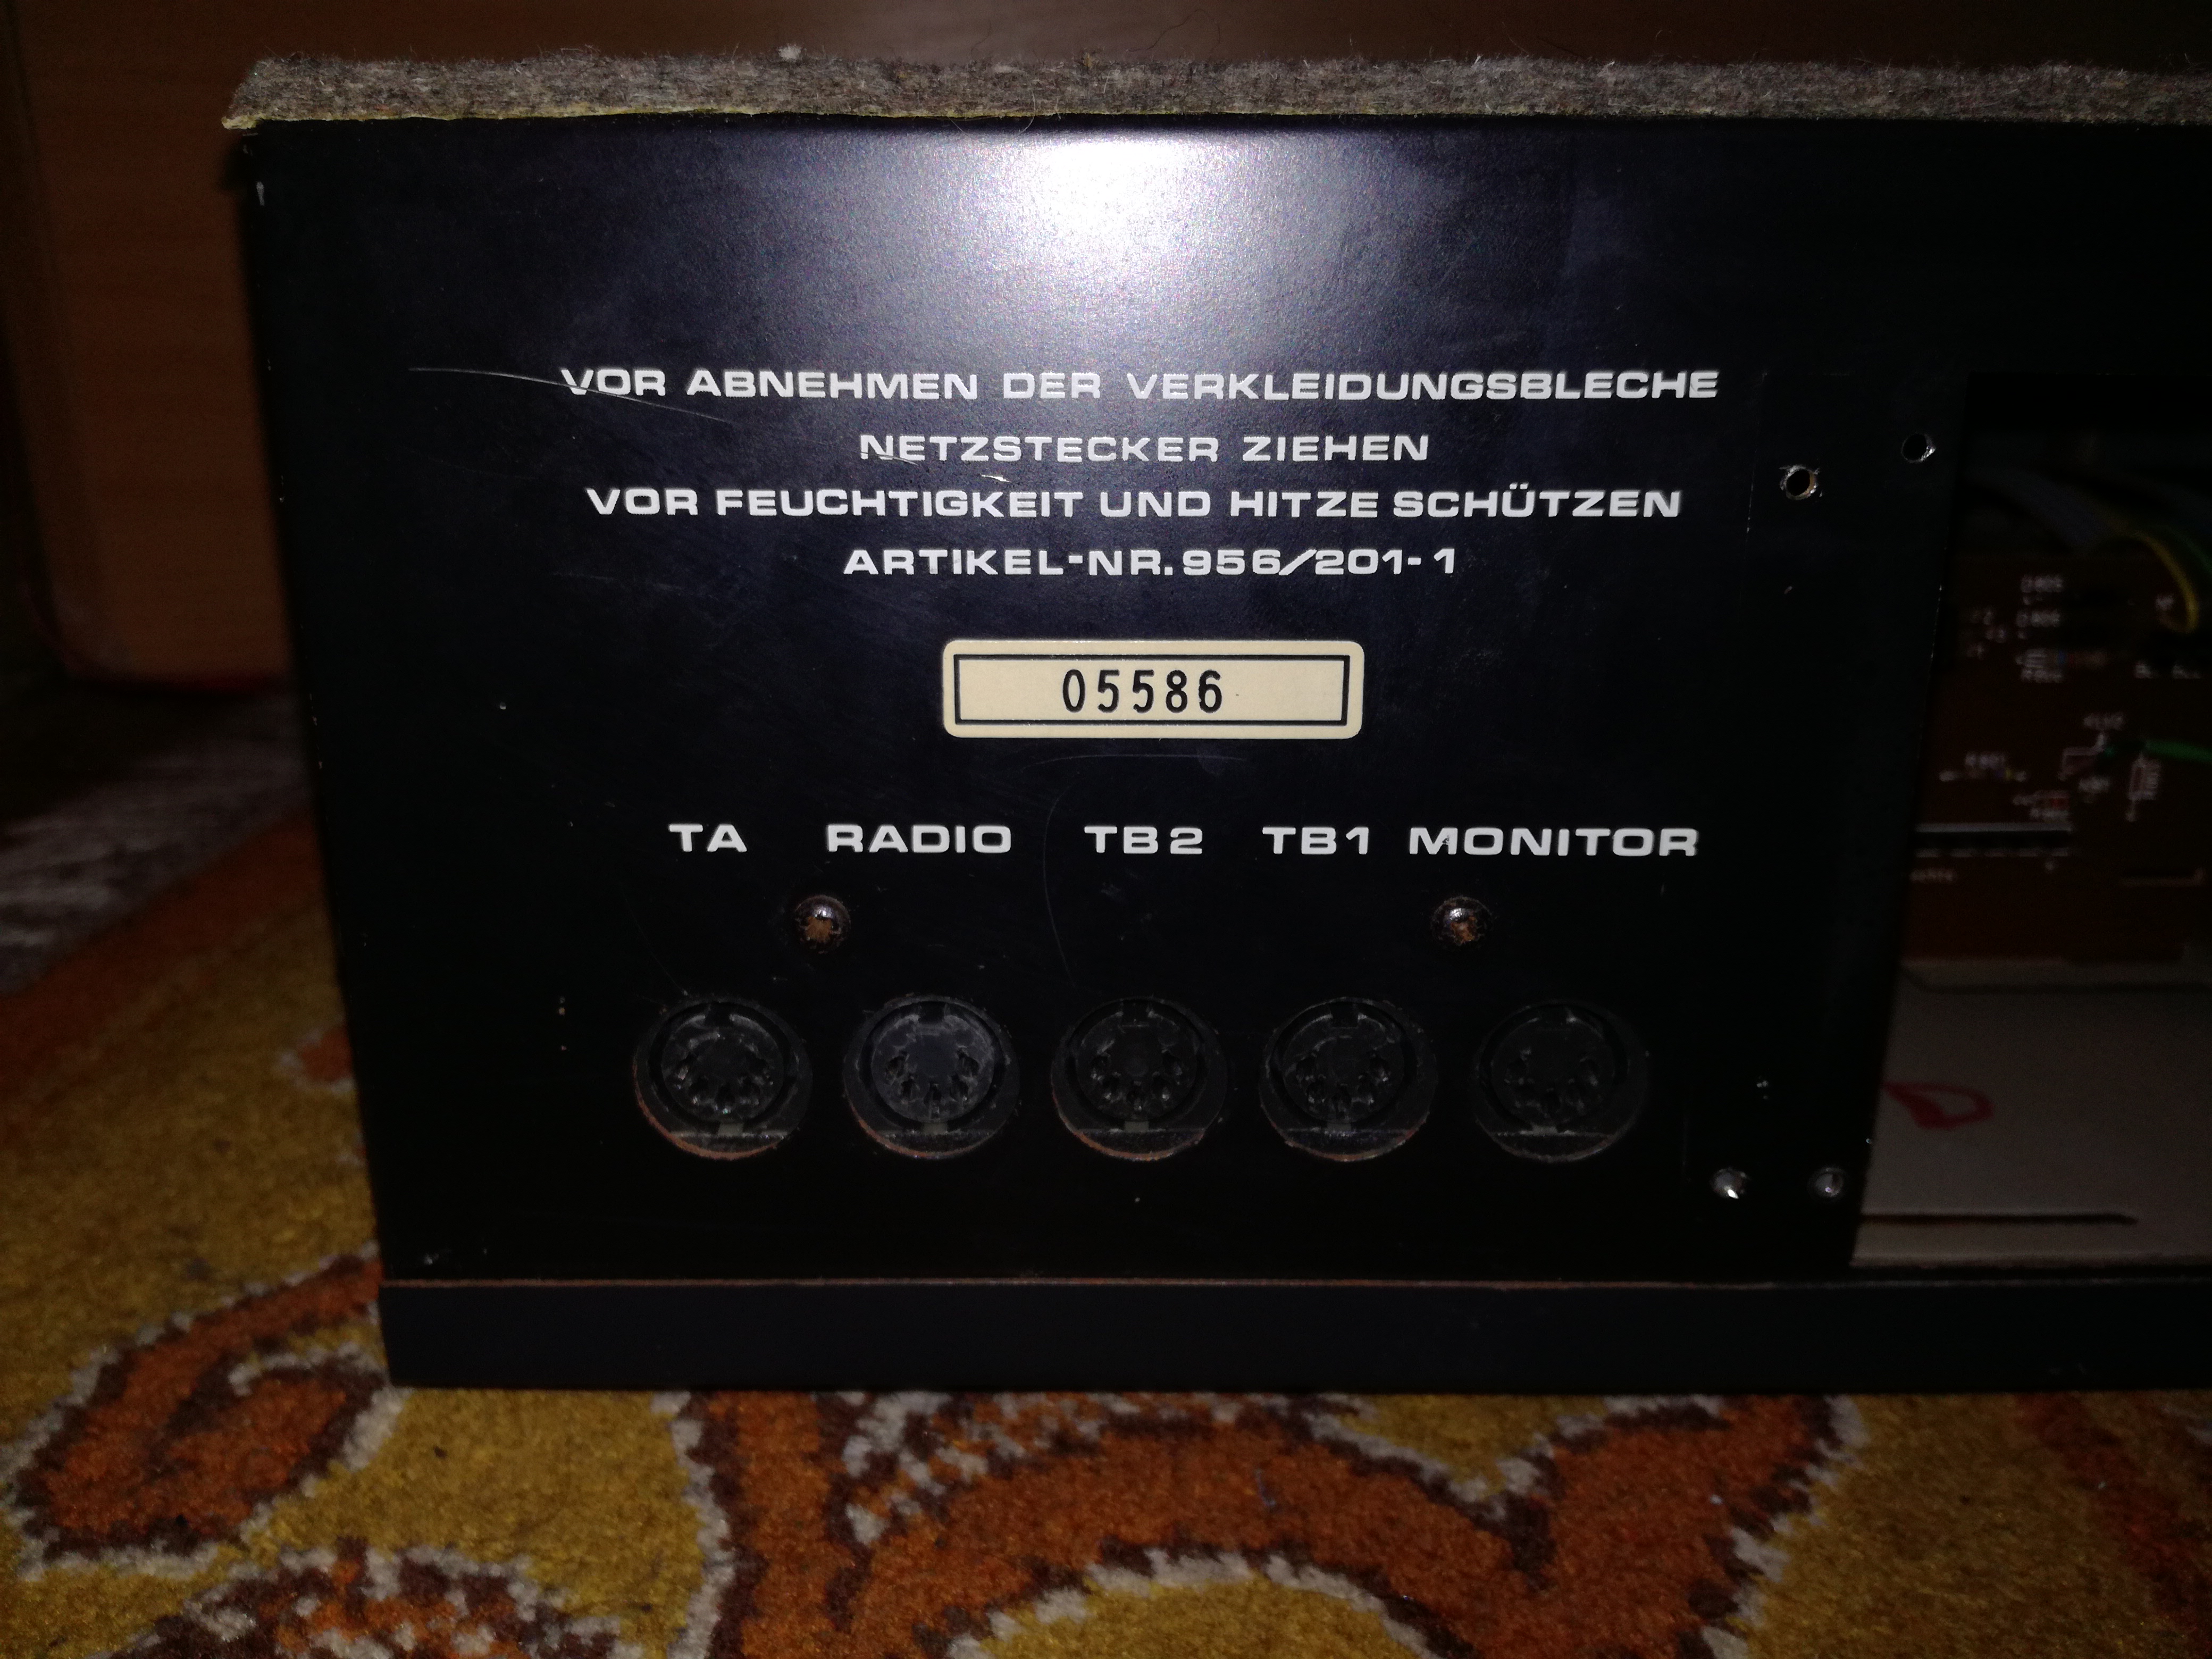 VOR ABNEHMEN DER VERKLEIDUNGSBLECHE
NETZSTECKER ZIEHEN
VOR FEUCHTIGKEIT UND HITZE SCHÜTZEN
ARTIKEL-NR. 956/201-1
05586
TA RADIO TB2 TB1 MONITOR